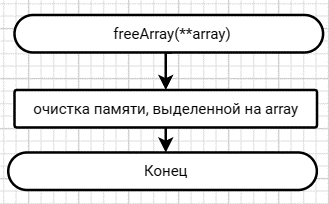 freeArray(**array)
очистка памяти, выделенной на array
Конец